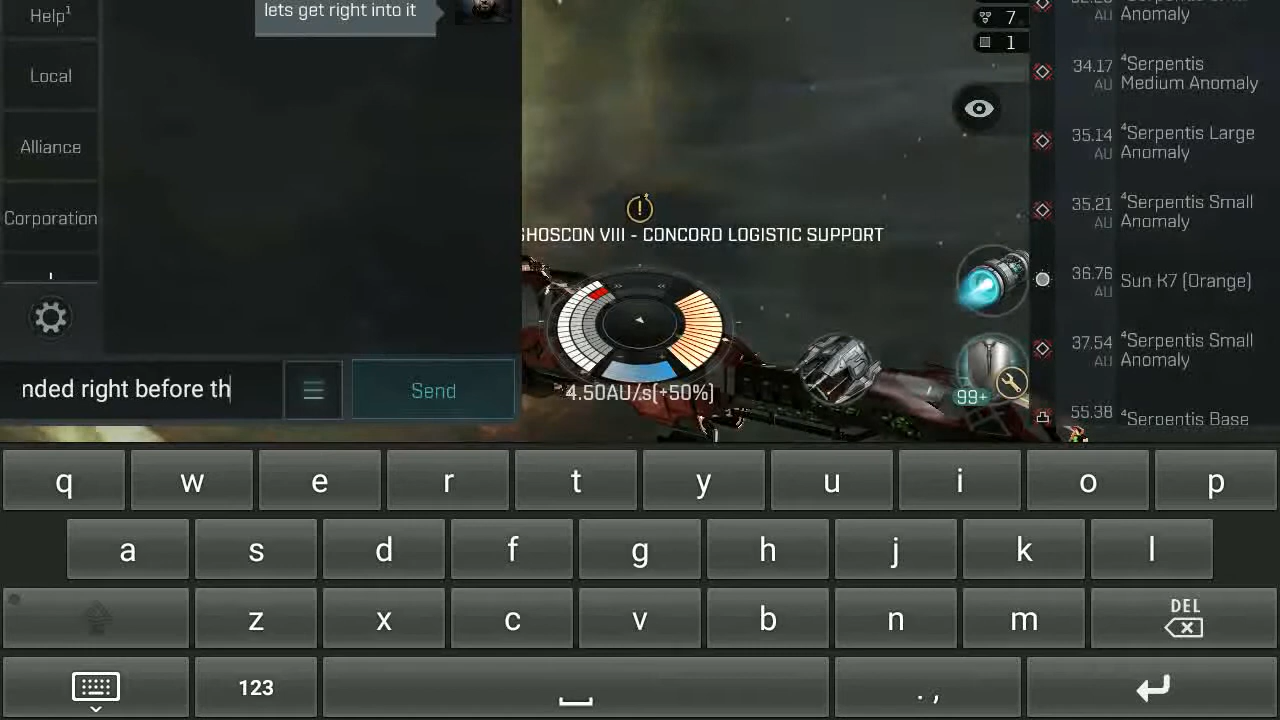 Help¹
Local
Alliance
Corporation
lets get right into it
nded right before th
Send
7
1
SHOSCON VIII - CONCORD LOGISTIC SUPPORT
4.50AU/s(+50%)
99+
Anomaly
34.17 AU ⁴Serpentis Medium Anomaly
35.14 AU ⁴Serpentis Large Anomaly
35.21 AU ⁴Serpentis Small Anomaly
36.76 AU Sun K7 (Orange)
37.54 AU ⁴Serpentis Small Anomaly
55.38 ⁴Serpentis Base
q w e r t y u i o p
a s d f g h j k l
z x c v b n m DEL
123 . ,